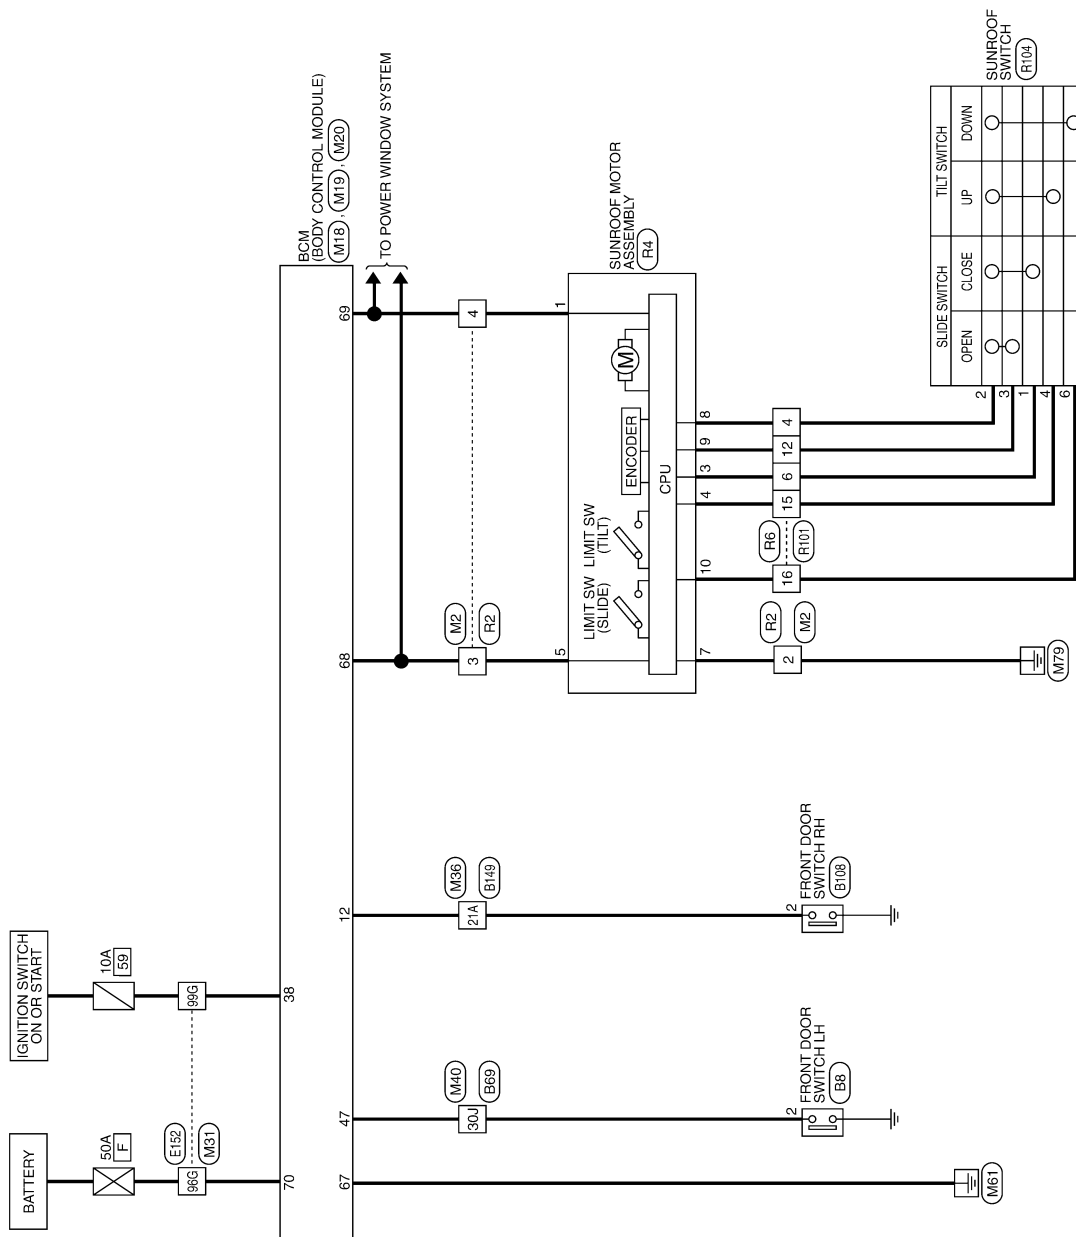 BATTERY
IGNITION SWITCH
ON OR START
50A
F
10A
59
96G
E152
M31
99G
70
38
BCM
(BODY CONTROL MODULE)
M18 , M19 , M20
67
47
12
68
69
TO POWER WINDOW SYSTEM
30J
M40
B69
21A
M36
B149
3
M2
R2
4
5
1
SUNROOF MOTOR
ASSEMBLY
R4
LIMIT SW
(SLIDE)
LIMIT SW
(TILT)
ENCODER
M
CPU
7
10
4
3
9
8
2
R2
M2
16
R6
R101
15
6
12
4
2
FRONT DOOR
SWITCH LH
B8
2
FRONT DOOR
SWITCH RH
B108
M61
M79
SUNROOF
SWITCH
R104
SLIDE SWITCH
TILT SWITCH
OPEN
CLOSE
UP
DOWN
2
3
1
4
6